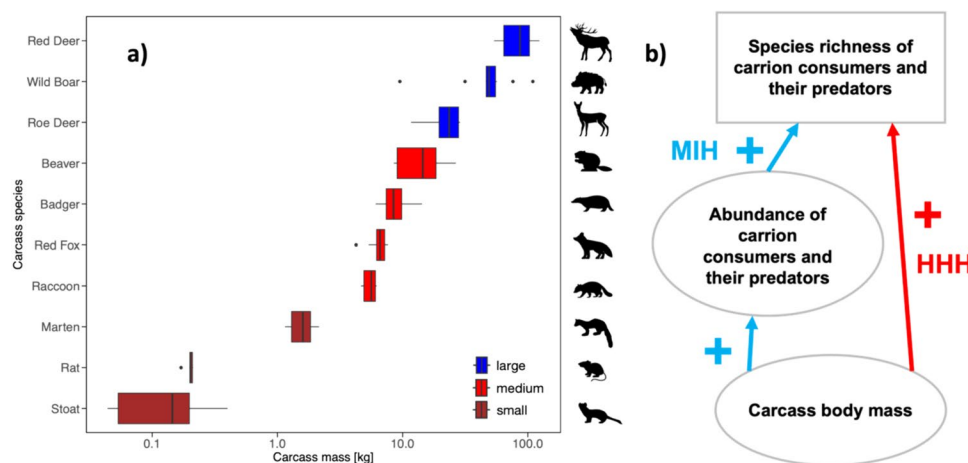 a)
Carcass species
Red Deer
Wild Boar
Roe Deer
Beaver
Badger
Red Fox
Raccoon
Marten
Rat
Stoat
large
medium
small
0.1
1.0
10.0
100.0
Carcass mass [kg]
b)
Species richness of
carrion consumers and
their predators
MIH +
+
HHH
Abundance of
carrion
consumers and
their predators
+
Carcass body mass